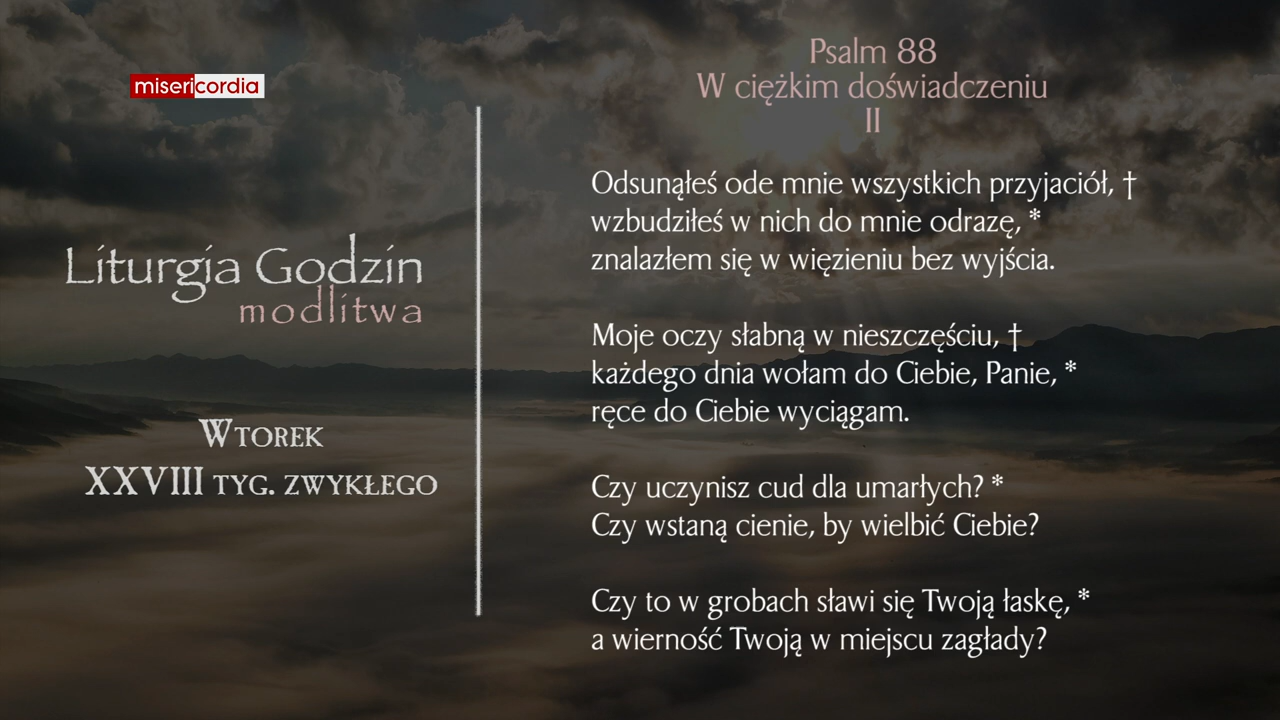 misericordia
Liturgia Godzin
modlitwa
Wtorek
XXVIII tyg. zwykłego
Psalm 88
W ciężkim doświadczeniu
II
Odsunąłeś ode mnie wszystkich przyjaciół, †
wzbudziłeś w nich do mnie odrazę, *
znalazłem się w więzieniu bez wyjścia.
Moje oczy słabną w nieszczęściu, †
każdego dnia wołam do Ciebie, Panie, *
ręce do Ciebie wyciągam.
Czy uczynisz cud dla umarłych? *
Czy wstaną cienie, by wielbić Ciebie?
Czy to w grobach sławi się Twoją łaskę, *
a wierność Twoją w miejscu zagłady?